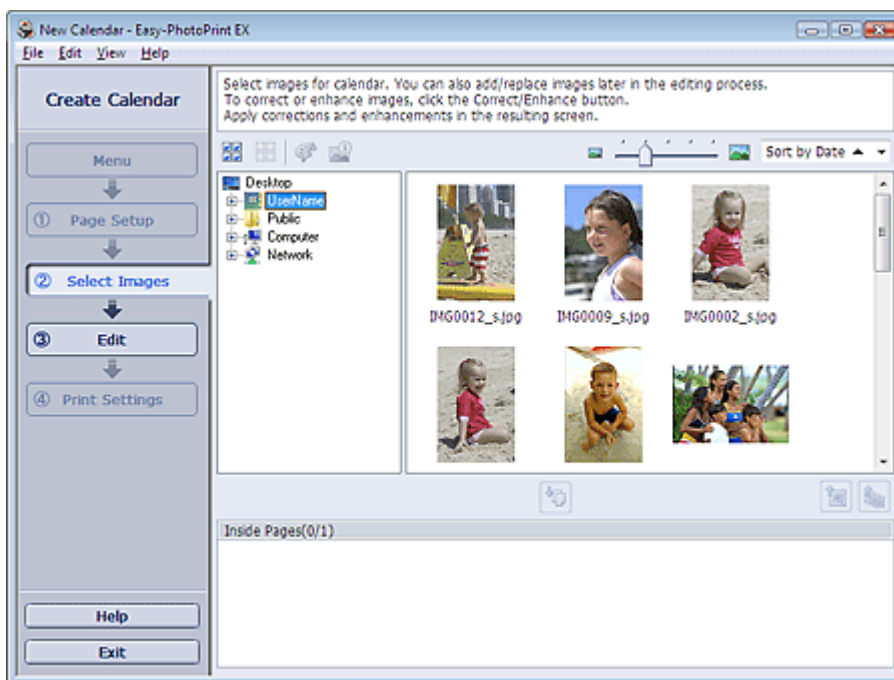 New Calendar - Easy-PhotoPrint EX
File Edit View Help
Create Calendar
Menu
① Page Setup
② Select Images
③ Edit
④ Print Settings
Help
Exit
Select images for calendar. You can also add/replace images later in the editing process.
To correct or enhance images, click the Correct/Enhance button.
Apply corrections and enhancements in the resulting screen.
Sort by Date
Desktop
UserName
Public
Computer
Network
IMG0012_s.jpg IMG0009_s.jpg IMG0002_s.jpg
Inside Pages(0/1)